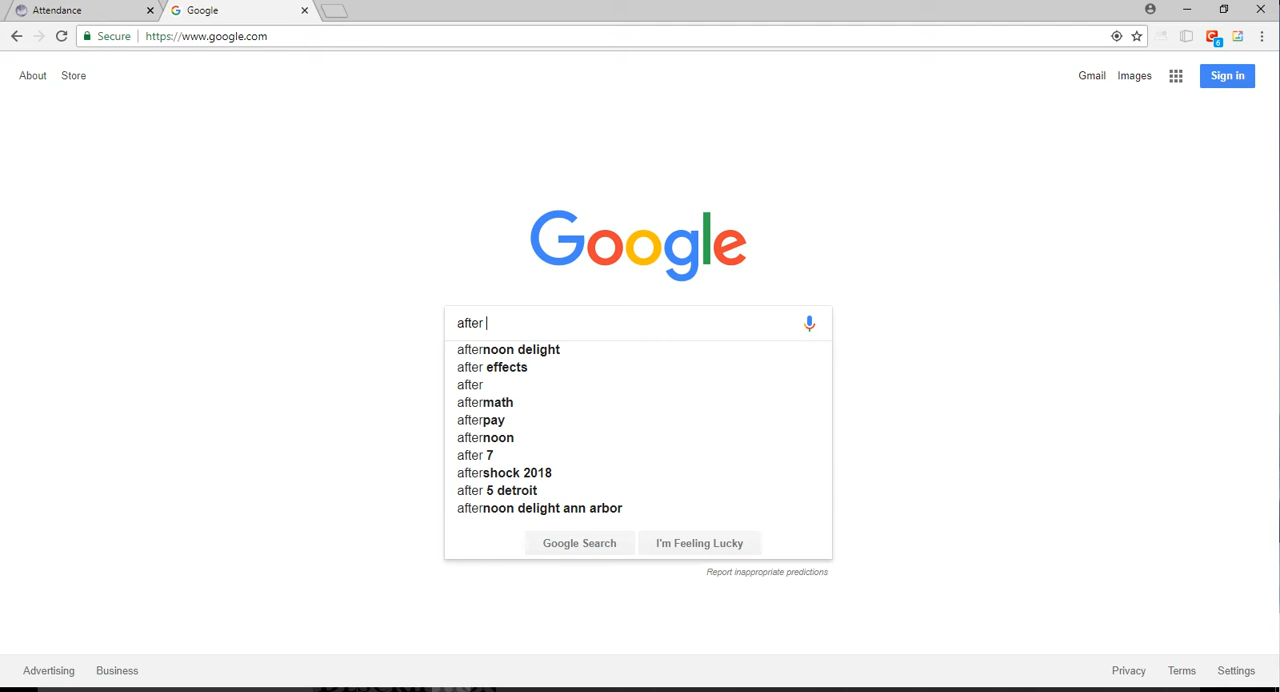 Attendance
Google
Secure https://www.google.com
6
About Store
Gmail Images Sign in
Google
after
afternoon delight
after effects
after
aftermath
afterpay
afternoon
after 7
aftershock 2018
after 5 detroit
afternoon delight ann arbor
Google Search I'm Feeling Lucky
Report inappropriate predictions
Advertising Business
Privacy Terms Settings